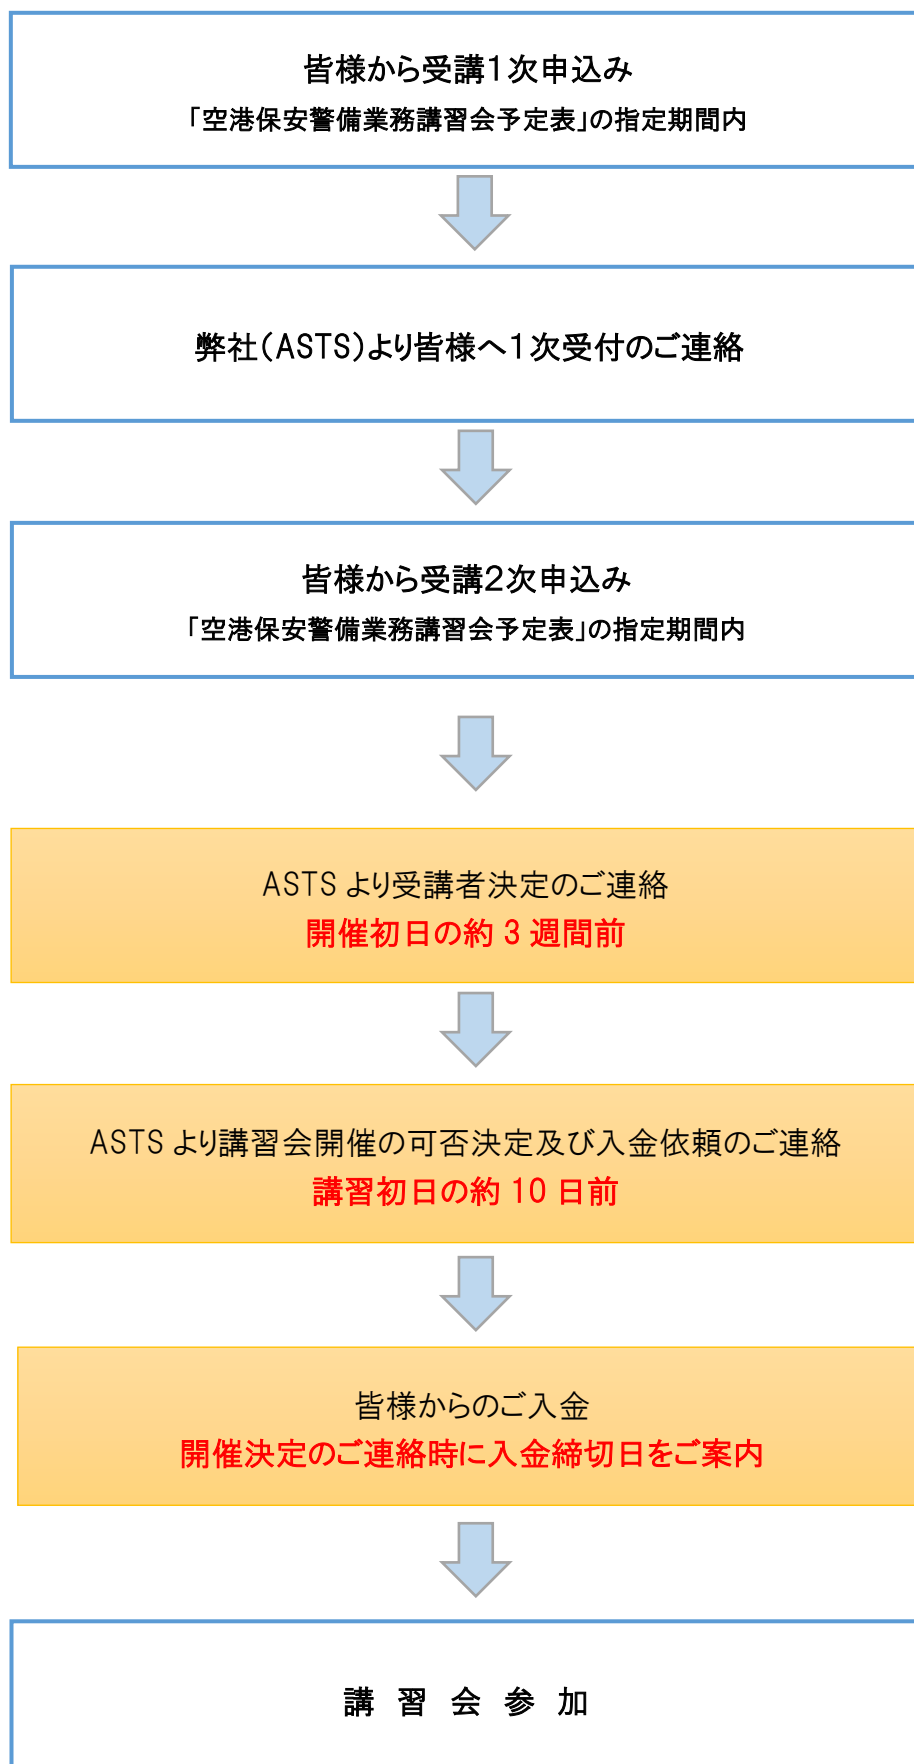 皆様から受講1次申込み
「空港保安警備業務講習会予定表」の指定期間内
弊社(ASTS)より皆様へ1次受付のご連絡
皆様から受講2次申込み
「空港保安警備業務講習会予定表」の指定期間内
ASTS より受講者決定のご連絡
開催初日の約 3 週間前
ASTS より講習会開催の可否決定及び入金依頼のご連絡
講習初日の約 10 日前
皆様からのご入金
開催決定のご連絡時に入金締切日をご案内
講 習 会 参 加